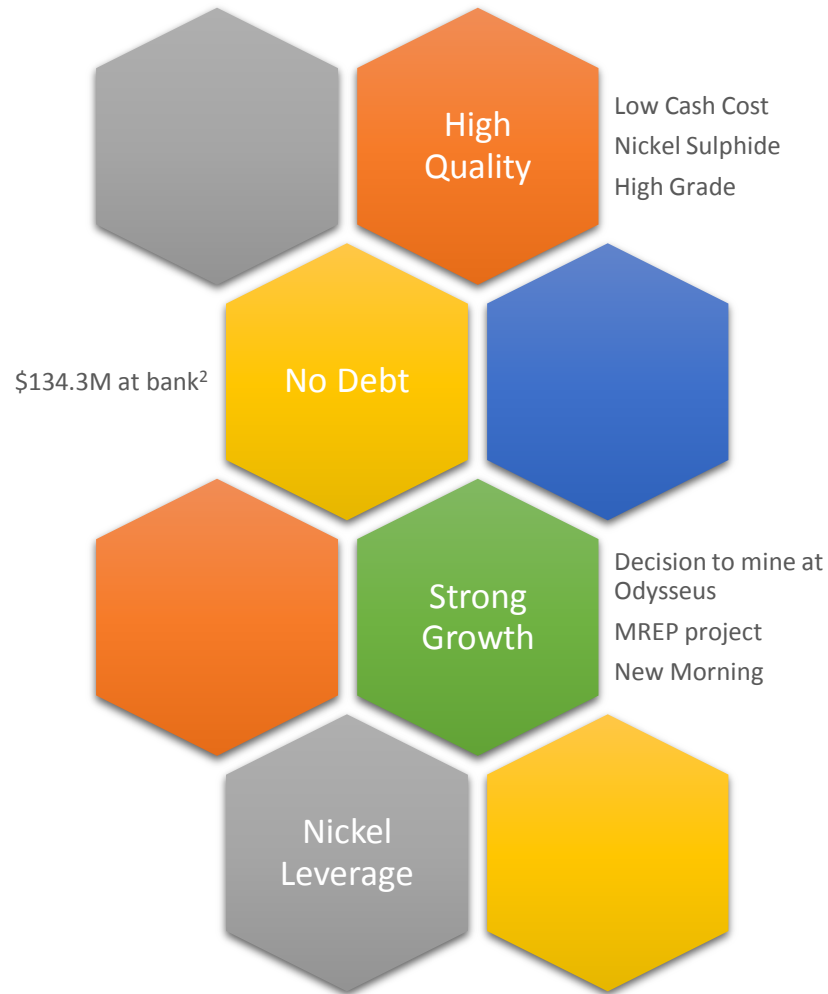 High
Quality
Low Cash Cost
Nickel Sulphide
High Grade
$134.3M at bank²
No Debt
Strong
Growth
Decision to mine at
Odysseus
MREP project
New Morning
Nickel
Leverage